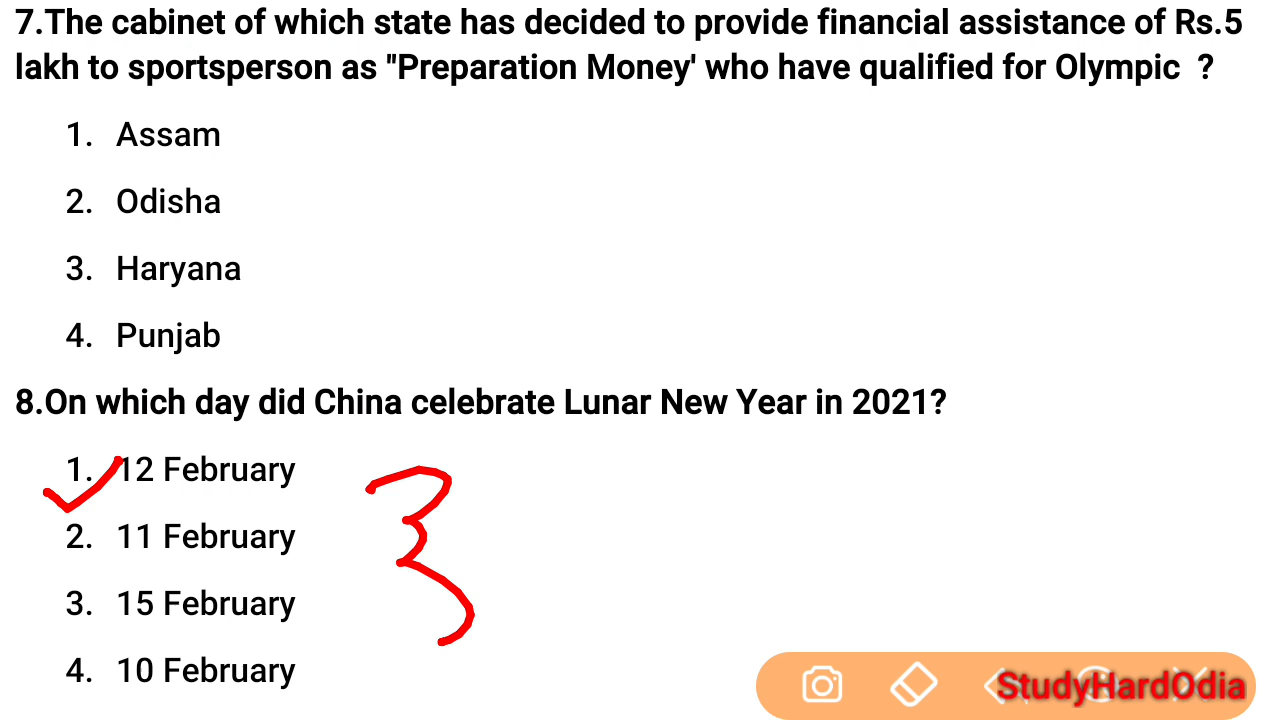 7.The cabinet of which state has decided to provide financial assistance of Rs.5
lakh to sportsperson as "Preparation Money' who have qualified for Olympic ?
1. Assam
2. Odisha
3. Haryana
4. Punjab
8.On which day did China celebrate Lunar New Year in 2021?
1. 12 February
2. 11 February
3. 15 February
4. 10 February
3
StudyHardOdia